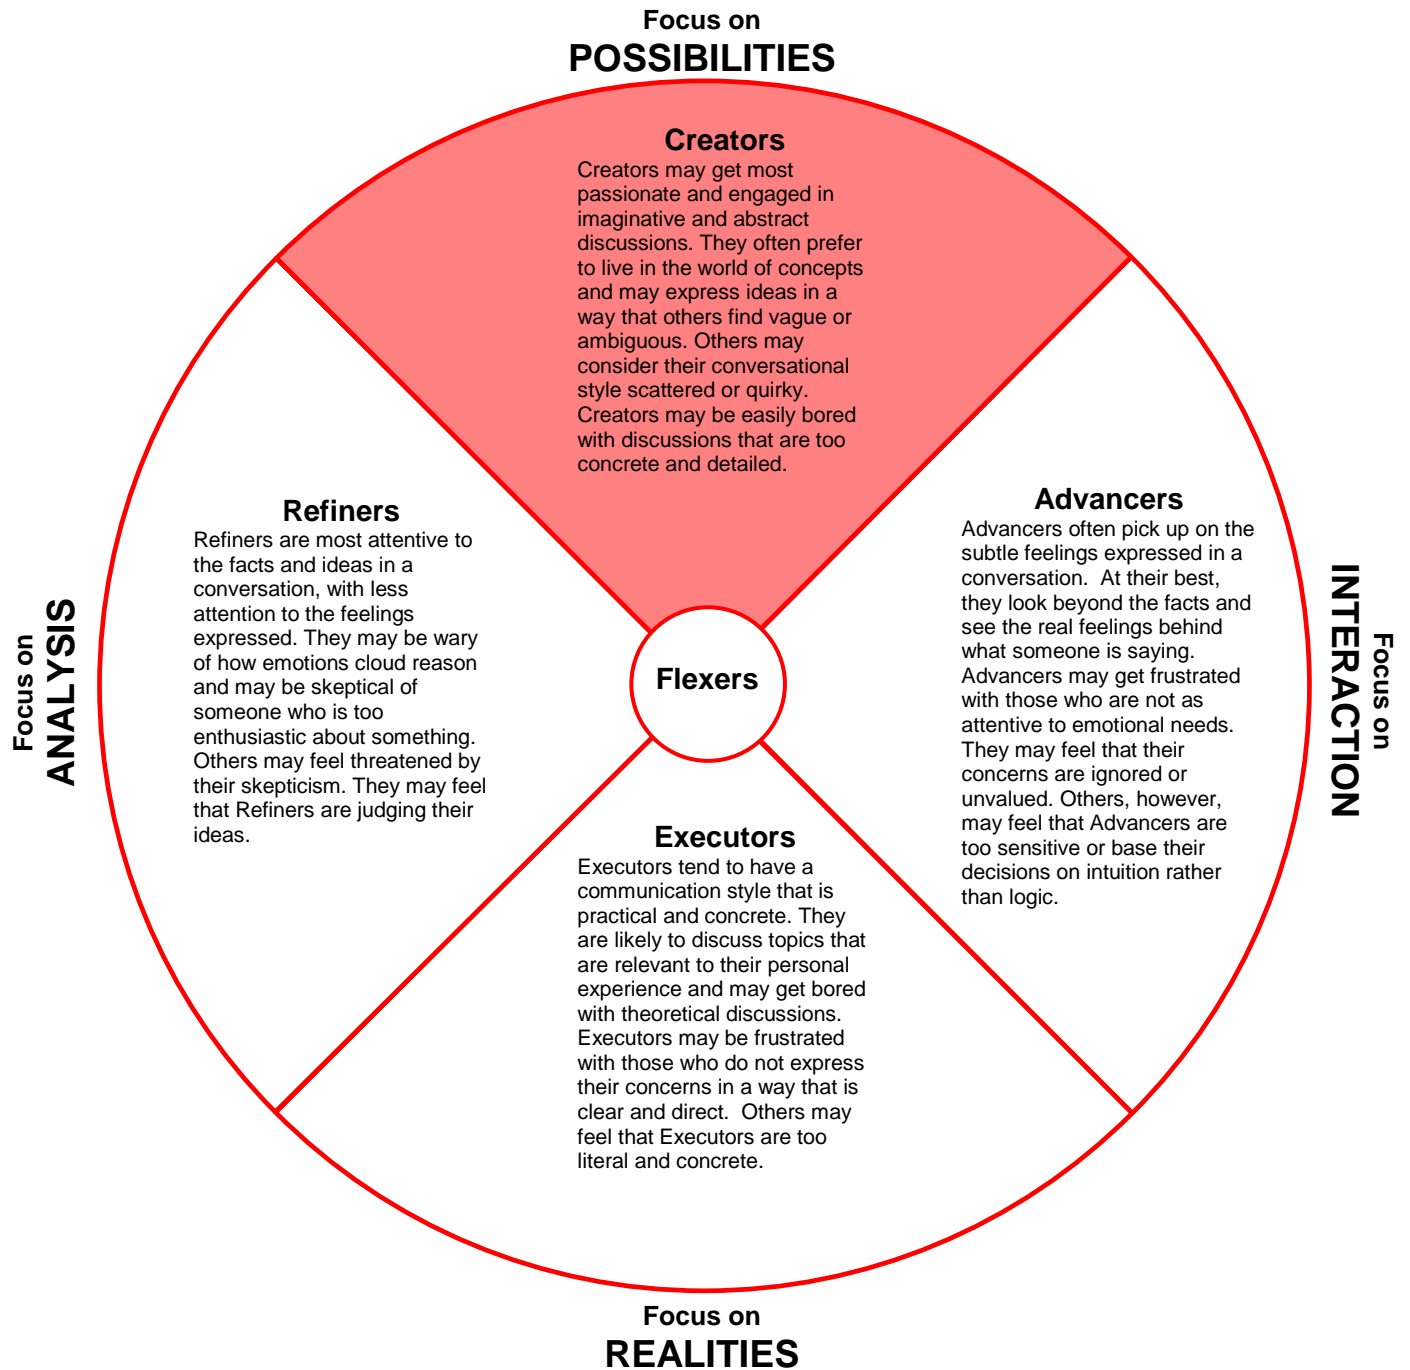 Focus on
POSSIBILITIES
Creators
Creators may get most
passionate and engaged in
imaginative and abstract
discussions. They often prefer
to live in the world of concepts
and may express ideas in a
way that others find vague or
ambiguous. Others may
consider their conversational
style scattered or quirky.
Creators may be easily bored
with discussions that are too
concrete and detailed.
Focus on
ANALYSIS
Refiners
Refiners are most attentive to
the facts and ideas in a
conversation, with less
attention to the feelings
expressed. They may be wary
of how emotions cloud reason
and may be skeptical of
someone who is too
enthusiastic about something.
Others may feel threatened by
their skepticism. They may feel
that Refiners are judging their
ideas.
Flexers
Advancers
Advancers often pick up on the
subtle feelings expressed in a
conversation.  At their best,
they look beyond the facts and
see the real feelings behind
what someone is saying.
Advancers may get frustrated
with those who are not as
attentive to emotional needs.
They may feel that their
concerns are ignored or
unvalued. Others, however,
may feel that Advancers are
too sensitive or base their
decisions on intuition rather
than logic.
Focus on
INTERACTION
Executors
Executors tend to have a
communication style that is
practical and concrete. They
are likely to discuss topics that
are relevant to their personal
experience and may get bored
with theoretical discussions.
Executors may be frustrated
with those who do not express
their concerns in a way that is
clear and direct.  Others may
feel that Executors are too
literal and concrete.
Focus on
REALITIES